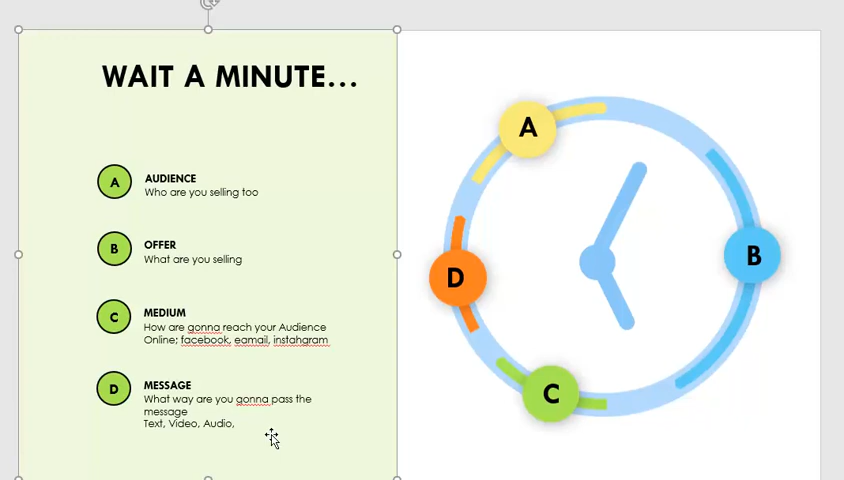 WAIT A MINUTE...
A
AUDIENCE
Who are you selling too
B
OFFER
What are you selling
C
MEDIUM
How are gonna reach your Audience
Online; facebook, eamail, instahgram
D
MESSAGE
What way are you gonna pass the
message
Text, Video, Audio,
A
B
D
C